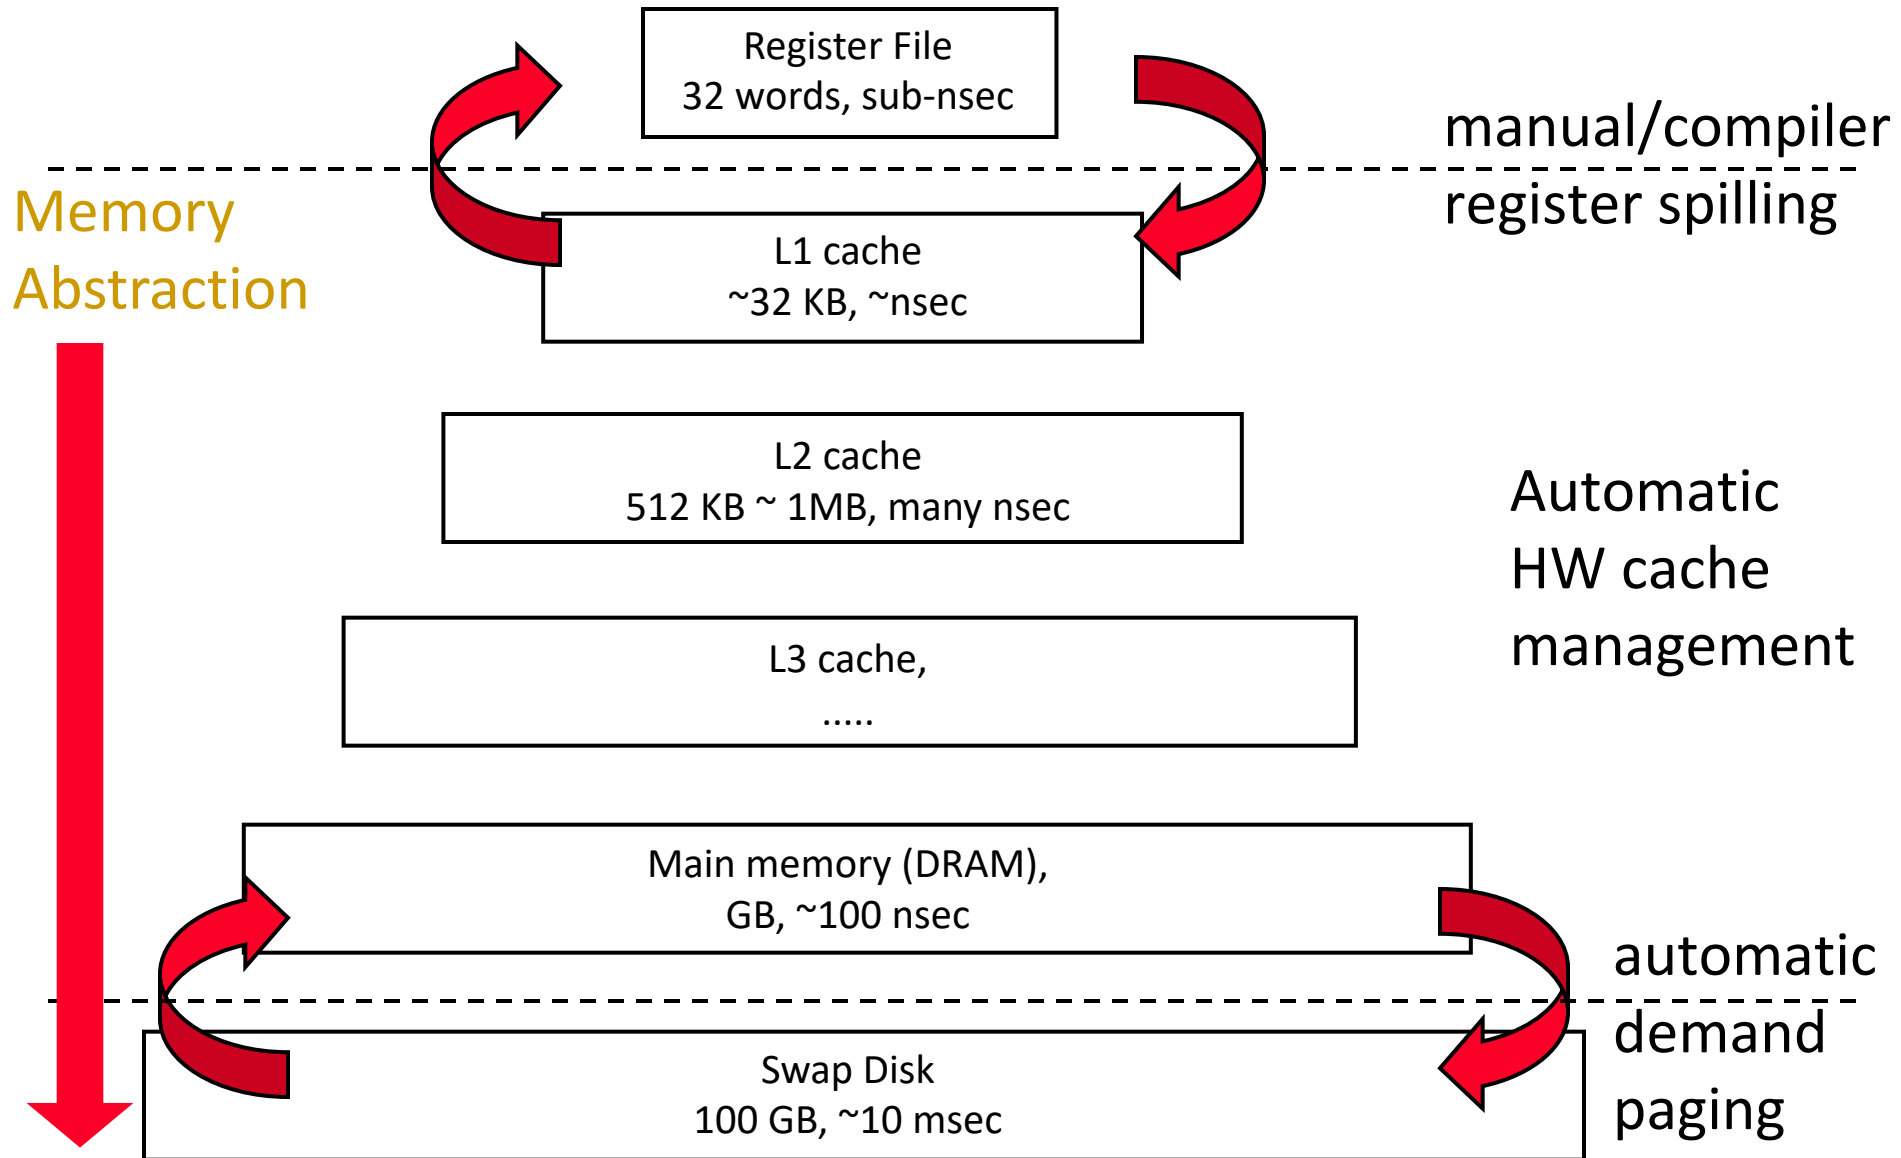 Register File
32 words, sub-nsec
manual/compiler
register spilling
Memory
Abstraction
L1 cache
~32 KB, ~nsec
L2 cache
512 KB ~ 1MB, many nsec
Automatic
HW cache
management
L3 cache,
.....
Main memory (DRAM),
GB, ~100 nsec
automatic
demand
paging
Swap Disk
100 GB, ~10 msec